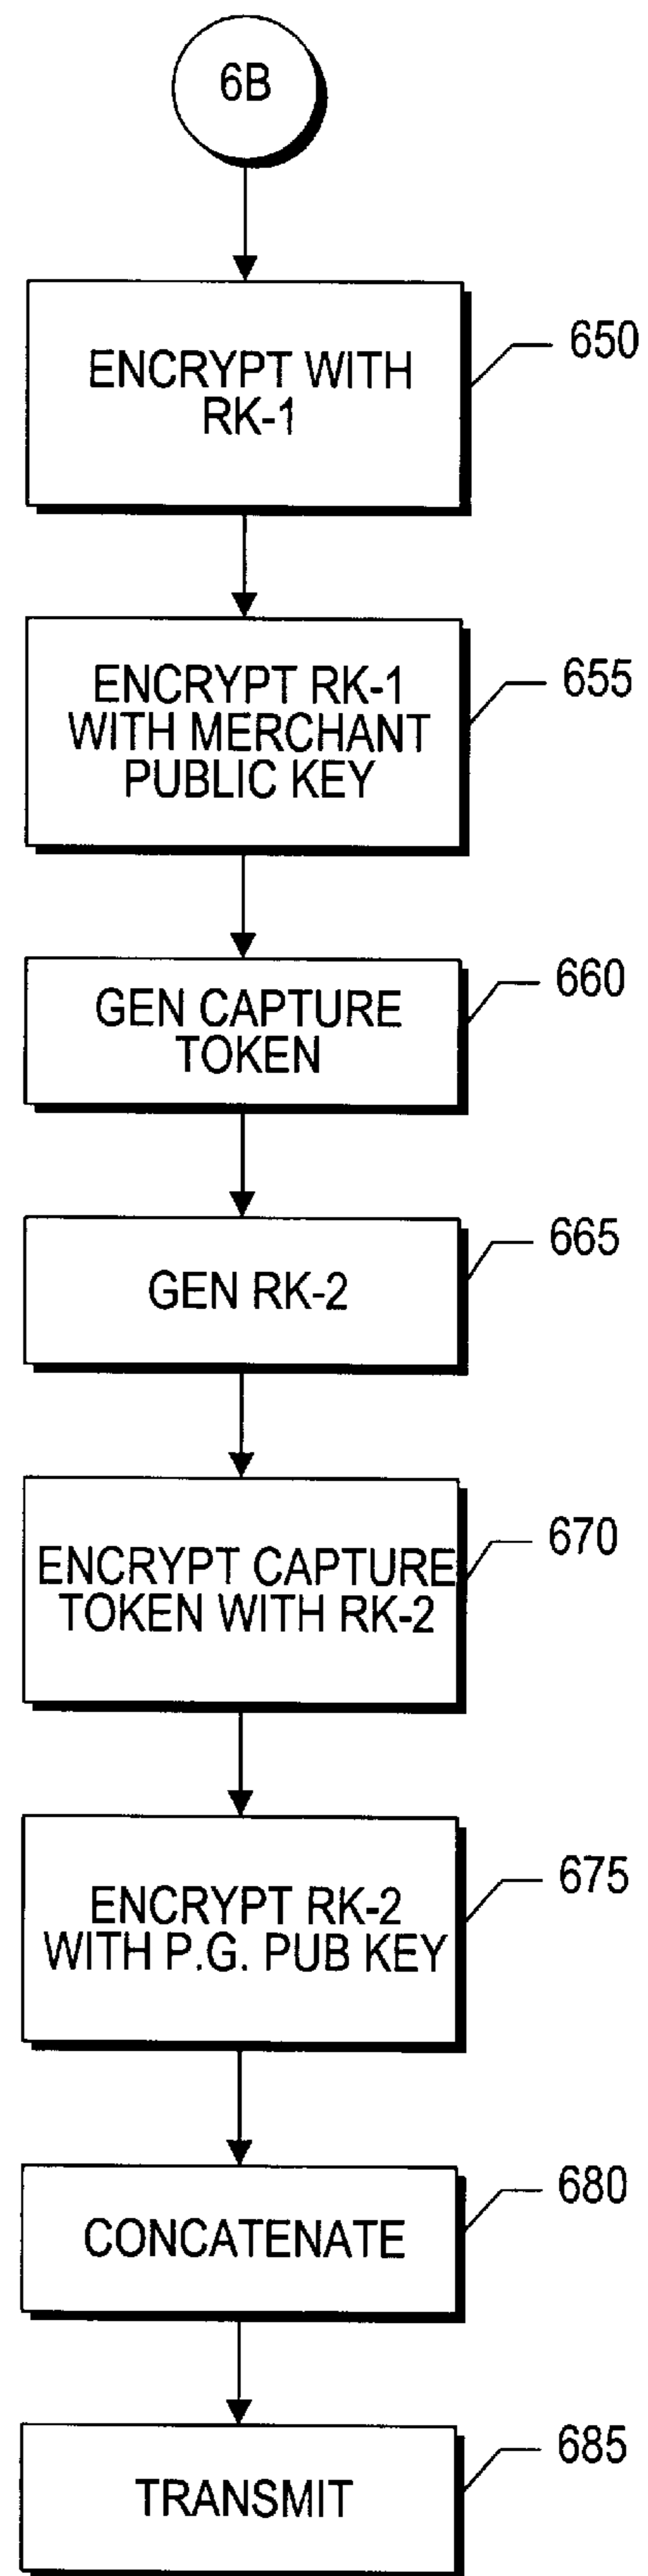 6B
ENCRYPT WITH
RK-1
650
ENCRYPT RK-1
WITH MERCHANT
PUBLIC KEY
655
GEN CAPTURE
TOKEN
660
GEN RK-2
665
ENCRYPT CAPTURE
TOKEN WITH RK-2
670
ENCRYPT RK-2
WITH P.G. PUB KEY
675
CONCATENATE
680
TRANSMIT
685